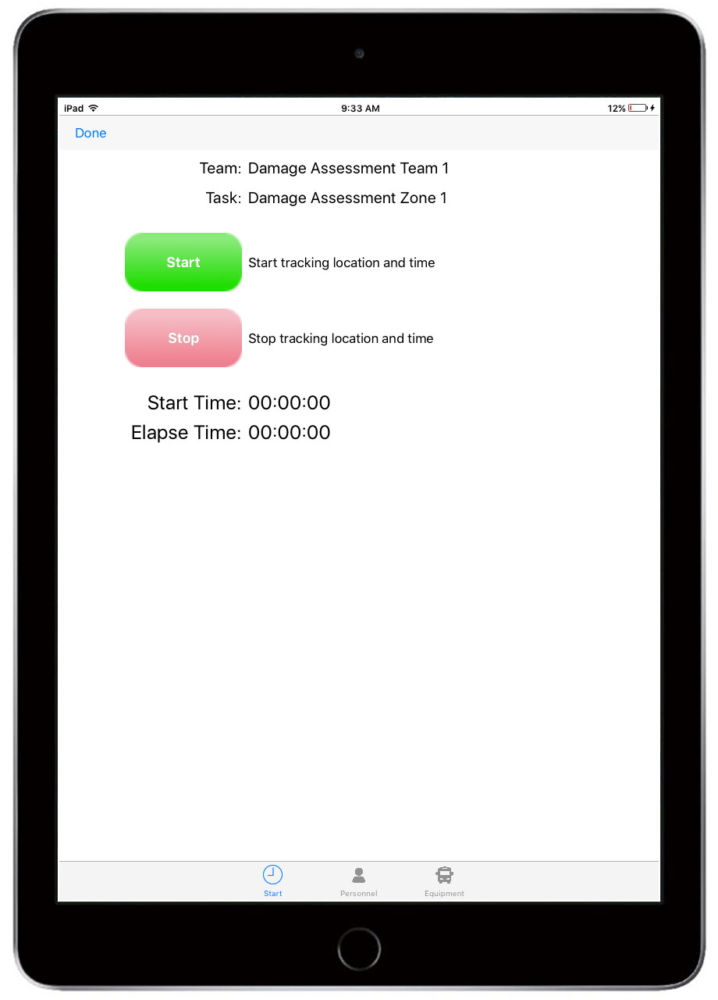 iPad 9:33 AM 12%
Done
Team: Damage Assessment Team 1
Task: Damage Assessment Zone 1
Start Start tracking location and time
Stop Stop tracking location and time
Start Time: 00:00:00
Elapse Time: 00:00:00
Start Personnel Equipment